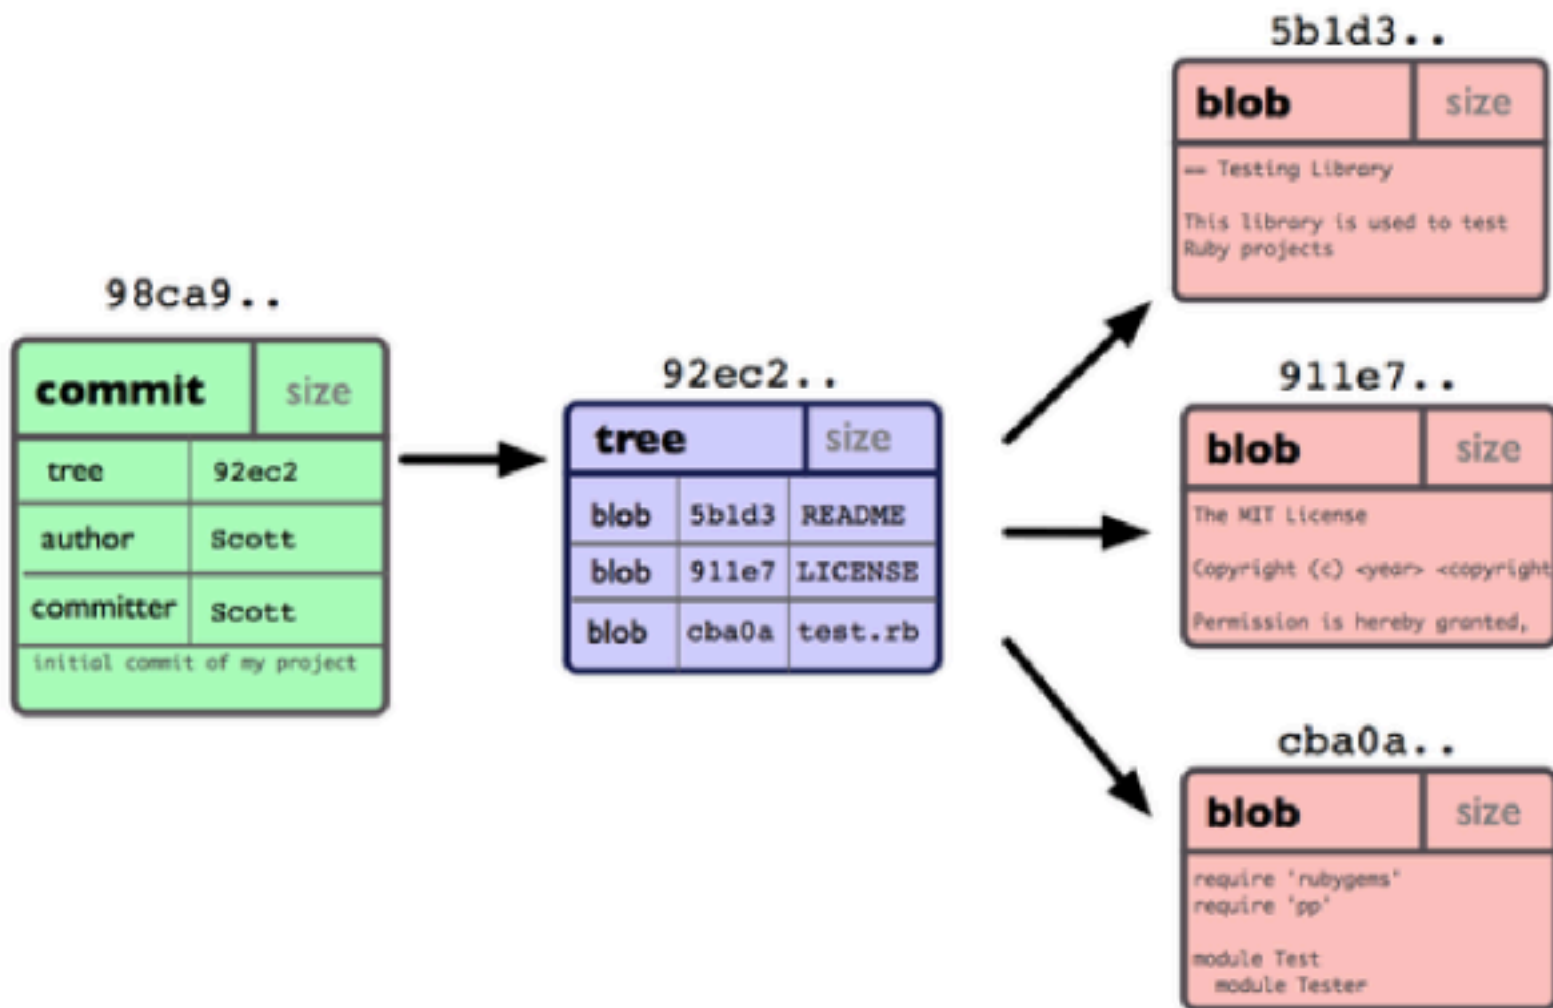 98ca9..
commit size
tree 92ec2
author Scott
committer Scott
initial commit of my project
92ec2..
tree size
blob 5b1d3 README
blob 911e7 LICENSE
blob cba0a test.rb
5b1d3..
blob size
== Testing Library
This library is used to test
Ruby projects
911e7..
blob size
The MIT License
Copyright (c) <year> <copyright
Permission is hereby granted,
cba0a..
blob size
require 'rubygems'
require 'pp'
module Test
module Tester